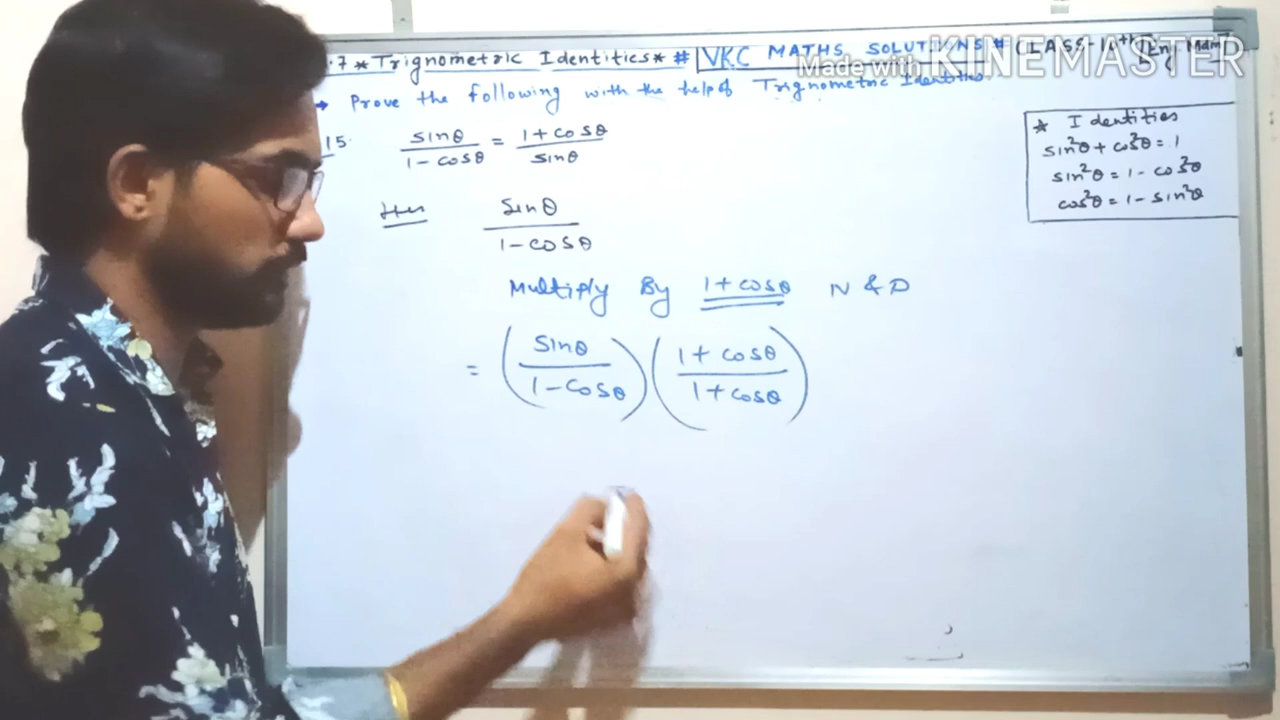 .7 * Trignometric Identities * # VKC MATHS SOLUTIONS # CLASS-10th Eng Mdm
Made with KINEMASTER
→ Prove the following with the help of Trignometric Identities.
15. sinθ/1-cosθ = 1+cosθ/sinθ
* Identities
sin²θ + cos²θ = 1
sin²θ = 1 - cos²θ
cos²θ = 1 - sin²θ
sinθ/1-cosθ
Multiply By 1+cosθ N & D
= (sinθ/1-cosθ) (1+cosθ/1+cosθ)